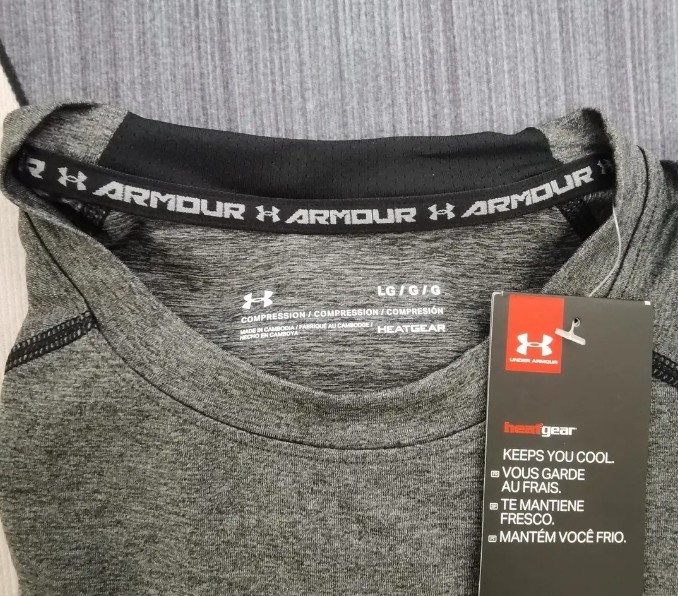 R ARMOUR ARMOUR ARMOUR
LG / G / G
COMPRESSION / COMPRESSION / COMPRESIÓN
MADE IN CAMBODIA / FABRIQUÉ AU CAMBODGE /
HECHO EN CAMBOYA
HEATGEAR
UNDER ARMOUR
heatgear
KEEPS YOU COOL.
VOUS GARDE
AU FRAIS.
TE MANTIENE
FRESCO.
MANTÉM VOCÊ FRIO.